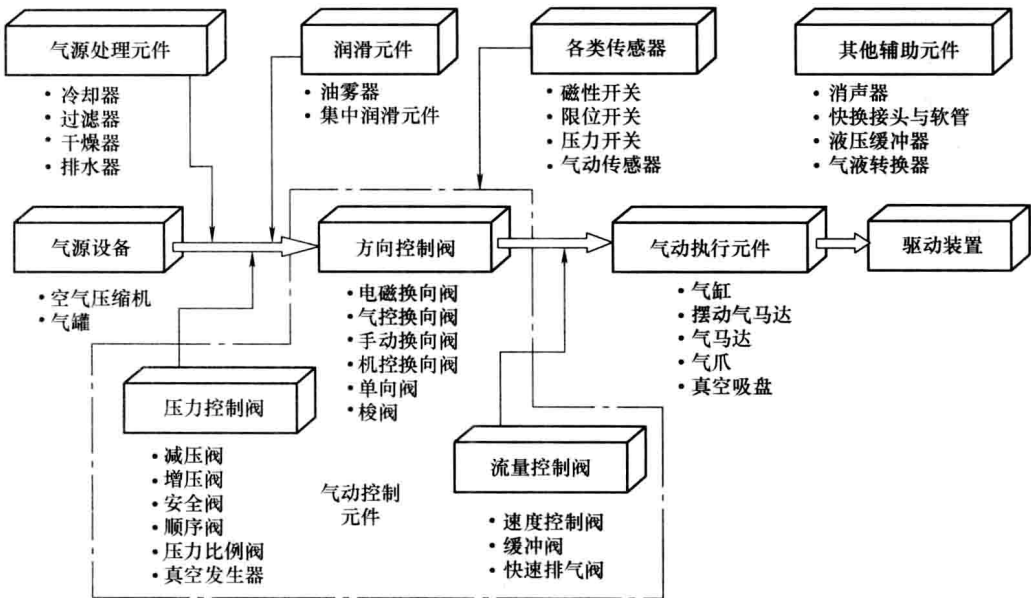 气源处理元件
• 冷却器
• 过滤器
• 干燥器
• 排水器
润滑元件
• 油雾器
• 集中润滑元件
各类传感器
• 磁性开关
• 限位开关
• 压力开关
• 气动传感器
其他辅助元件
• 消声器
• 快换接头与软管
• 液压缓冲器
• 气液转换器
气源设备
• 空气压缩机
• 气罐
方向控制阀
• 电磁换向阀
• 气控换向阀
• 手动换向阀
• 机控换向阀
• 单向阀
• 梭阀
气动执行元件
• 气缸
• 摆动气马达
• 气马达
• 气爪
• 真空吸盘
驱动装置
压力控制阀
• 减压阀
• 增压阀
• 安全阀
• 顺序阀
• 压力比例阀
• 真空发生器
气动控制
元件
流量控制阀
• 速度控制阀
• 缓冲阀
• 快速排气阀